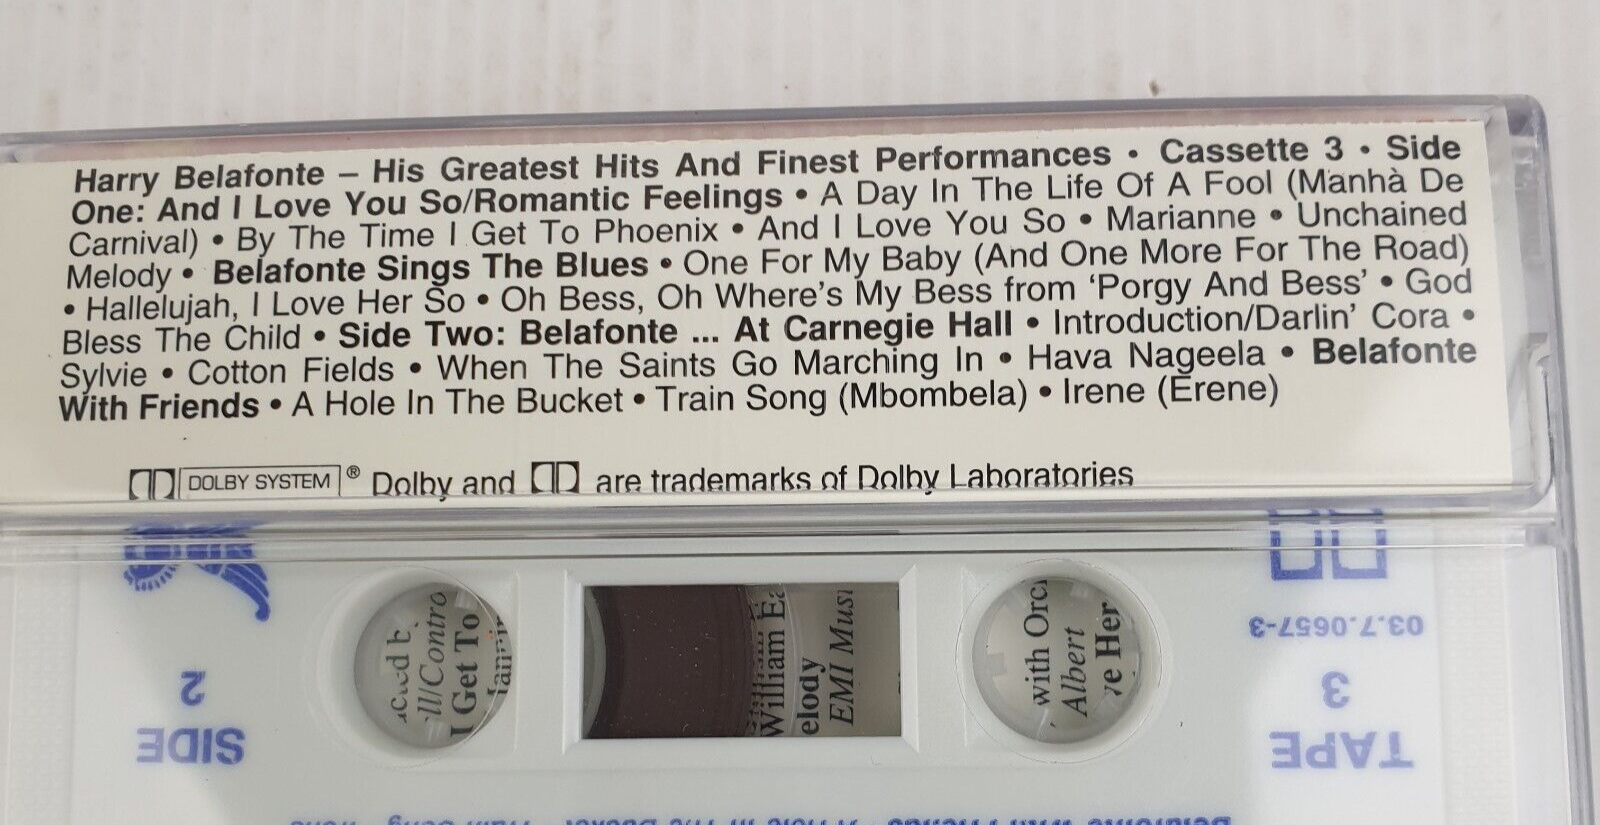 Harry Belafonte – His Greatest Hits And Finest Performances • Cassette 3 • Side
One: And I Love You So/Romantic Feelings • A Day In The Life Of A Fool (Manhà De
Carnival) • By The Time I Get To Phoenix • And I Love You So • Marianne • Unchained
Melody • Belafonte Sings The Blues • One For My Baby (And One More For The Road)
• Hallelujah, I Love Her So • Oh Bess, Oh Where's My Bess from 'Porgy And Bess' • God
Bless The Child • Side Two: Belafonte ... At Carnegie Hall • Introduction/Darlin' Cora •
Sylvie • Cotton Fields • When The Saints Go Marching In • Hava Nageela • Belafonte
With Friends • A Hole In The Bucket • Train Song (Mbombela) • Irene (Erene)
DOLBY SYSTEM ® Dolby and are trademarks of Dolby Laboratories
03.7.0657-3
TAPE
3
SIDE
2
ll/Contro
I Get To
William Ea
elody
EMI Musi
with Orc
Albert
ve Her